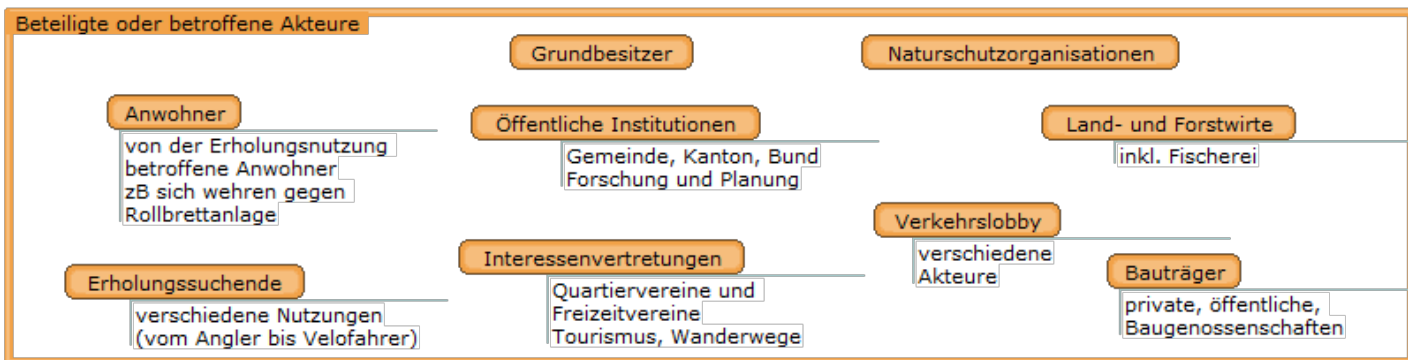 Beteiligte oder betroffene Akteure
Grundbesitzer
Naturschutzorganisationen
Anwohner
von der Erholungsnutzung
betroffene Anwohner
zB sich wehren gegen
Rollbrettanlage
Öffentliche Institutionen
Gemeinde, Kanton, Bund
Forschung und Planung
Land- und Forstwirte
inkl. Fischerei
Verkehrslobby
verschiedene
Akteure
Erholungssuchende
verschiedene Nutzungen
(vom Angler bis Velofahrer)
Interessenvertretungen
Quartiervereine und
Freizeitvereine
Tourismus, Wanderwege
Bauträger
private, öffentliche,
Baugenossenschaften